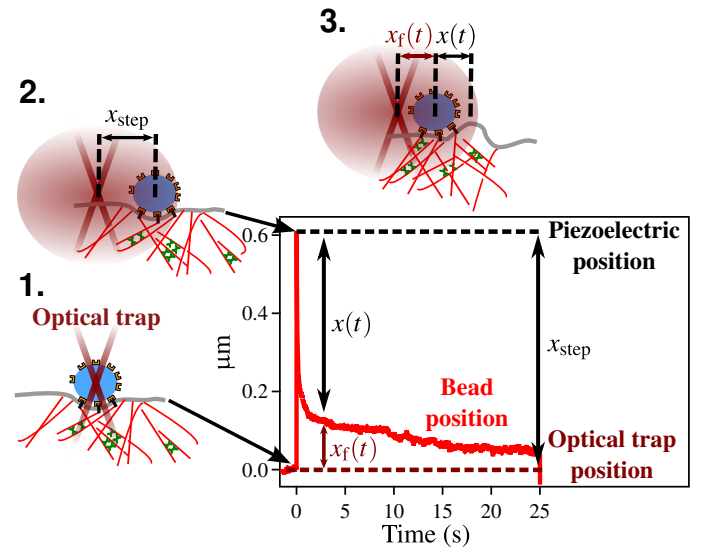 3.
x_f(t) x(t)
2.
x_step
1.
Optical trap
0.6
0.4
0.2
0.0
μm
Piezoelectric
position
x(t)
x_step
Bead
position
x_f(t)
Optical trap
position
0 5 10 15 20 25
Time (s)